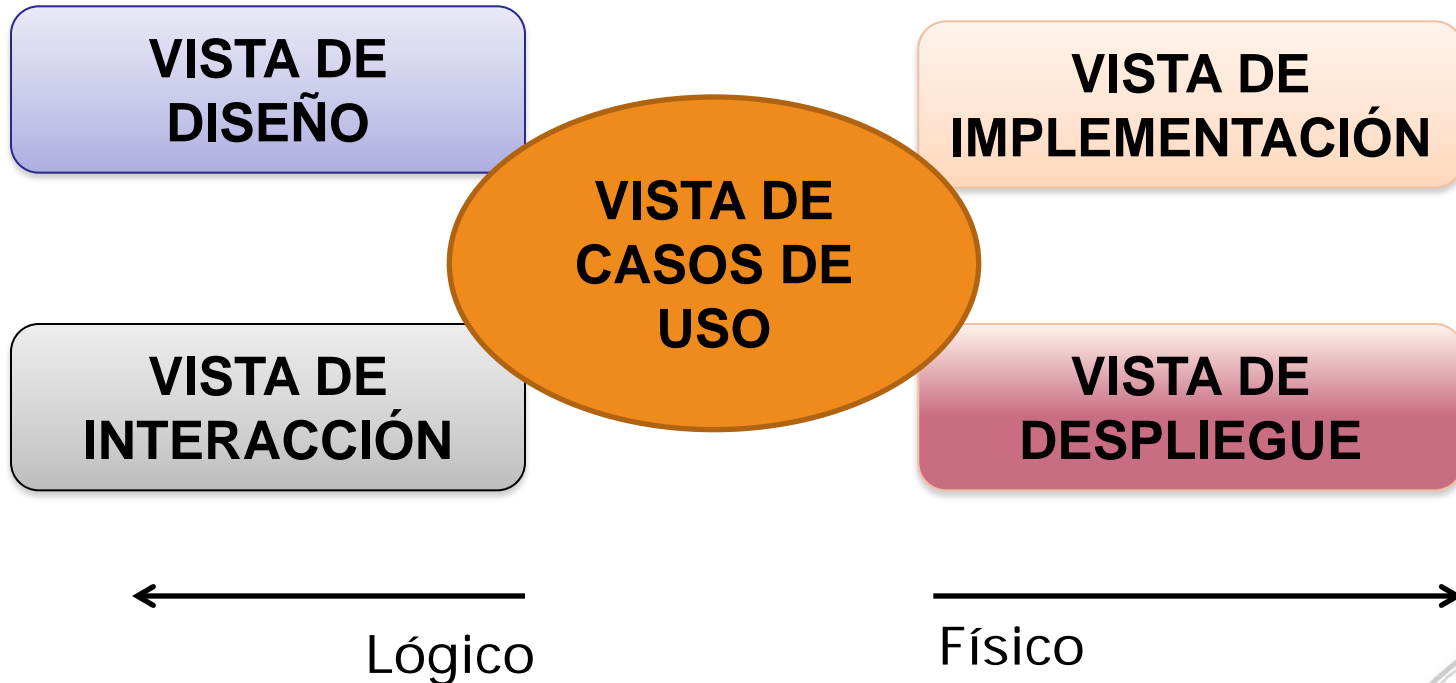 VISTA DE
DISEÑO
VISTA DE
IMPLEMENTACIÓN
VISTA DE
CASOS DE
USO
VISTA DE
INTERACCIÓN
VISTA DE
DESPLIEGUE
Lógico
Físico